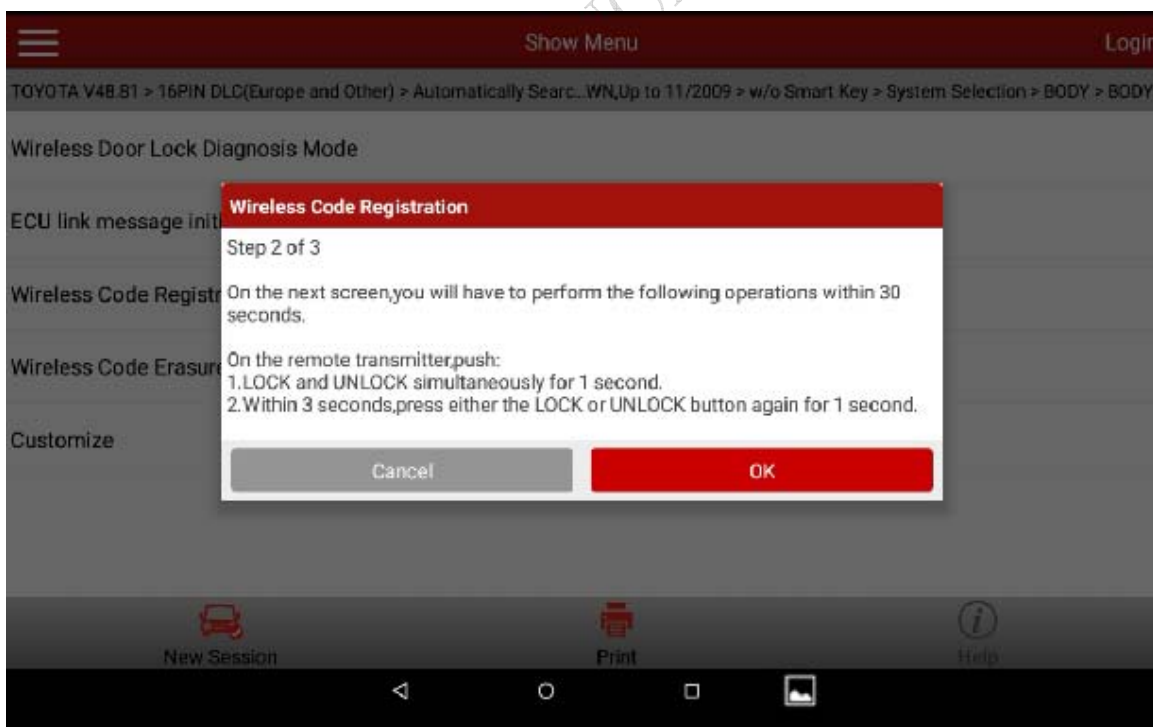 Show Menu
Login
TOYOTA V48.81 > 16PIN DLC(Europe and Other) > Automatically Searc...WN,Up to 11/2009 > w/o Smart Key > System Selection > BODY > BODY
Wireless Door Lock Diagnosis Mode
ECU link message initi
Wireless Code Registr
Wireless Code Erasure
Customize
Wireless Code Registration
Step 2 of 3
On the next screen,you will have to perform the following operations within 30
seconds.
On the remote transmitter,push:
1.LOCK and UNLOCK simultaneously for 1 second.
2.Within 3 seconds,press either the LOCK or UNLOCK button again for 1 second.
Cancel
OK
New Session
Print
Help